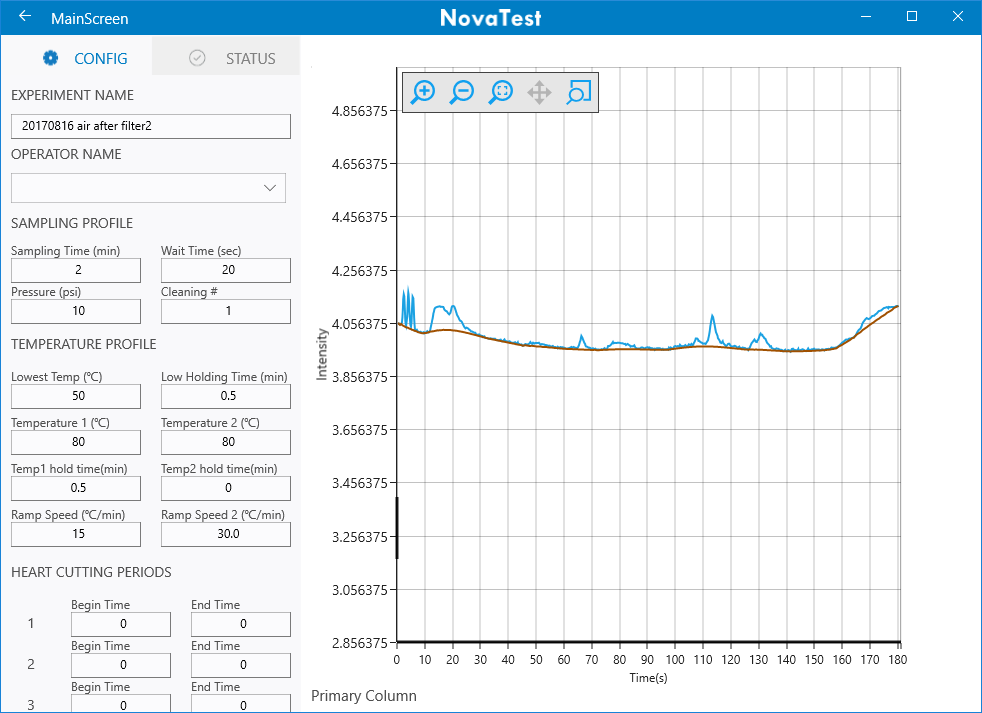 MainScreen
NovaTest
CONFIG
STATUS
EXPERIMENT NAME
20170816 air after filter2
OPERATOR NAME
SAMPLING PROFILE
Sampling Time (min) Wait Time (sec)
2 20
Pressure (psi) Cleaning #
10 1
TEMPERATURE PROFILE
Lowest Temp (℃) Low Holding Time (min)
50 0.5
Temperature 1 (℃) Temperature 2 (℃)
80 80
Temp1 hold time(min) Temp2 hold time(min)
0.5 0
Ramp Speed (℃/min) Ramp Speed 2 (℃/min)
15 30.0
HEART CUTTING PERIODS
Begin Time End Time
1 0 0
Begin Time End Time
2 0 0
Begin Time End Time
3 0 0
4.856375
4.656375
4.456375
4.256375
4.056375
3.856375
3.656375
3.456375
3.256375
3.056375
2.856375
Intensity
0 10 20 30 40 50 60 70 80 90 100 110 120 130 140 150 160 170 180
Time(s)
Primary Column